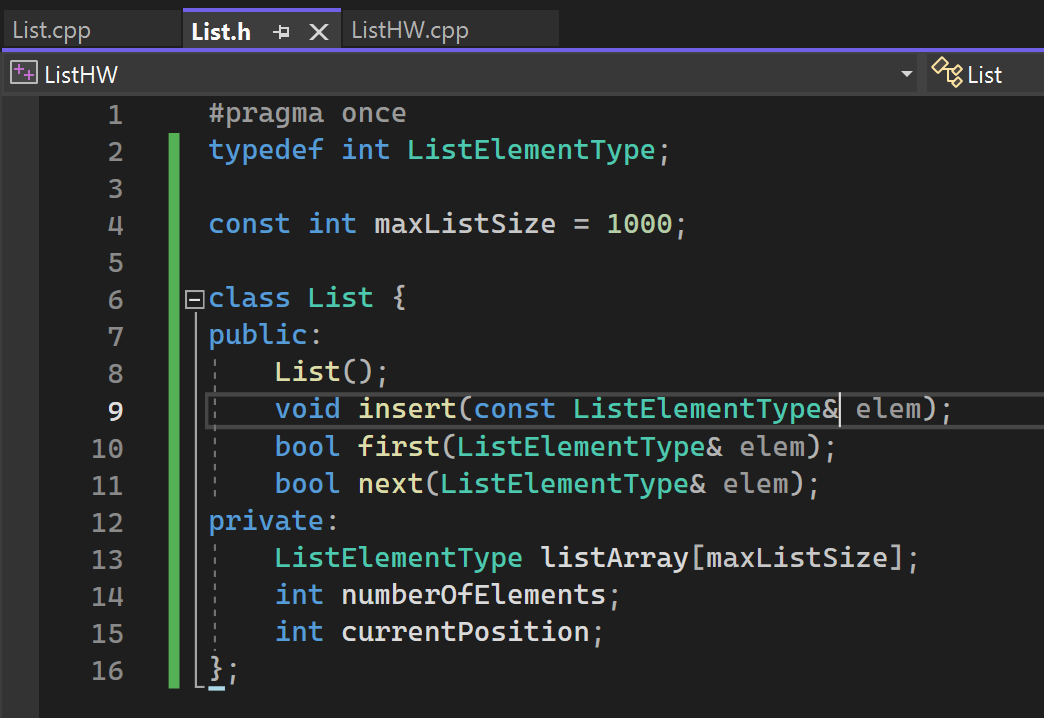 List.cpp List.h ListHW.cpp
ListHW List
1 #pragma once
2 typedef int ListElementType;
3
4 const int maxListSize = 1000;
5
6 class List {
7 public:
8     List();
9     void insert(const ListElementType& elem);
10     bool first(ListElementType& elem);
11     bool next(ListElementType& elem);
12 private:
13     ListElementType listArray[maxListSize];
14     int numberOfElements;
15     int currentPosition;
16 };